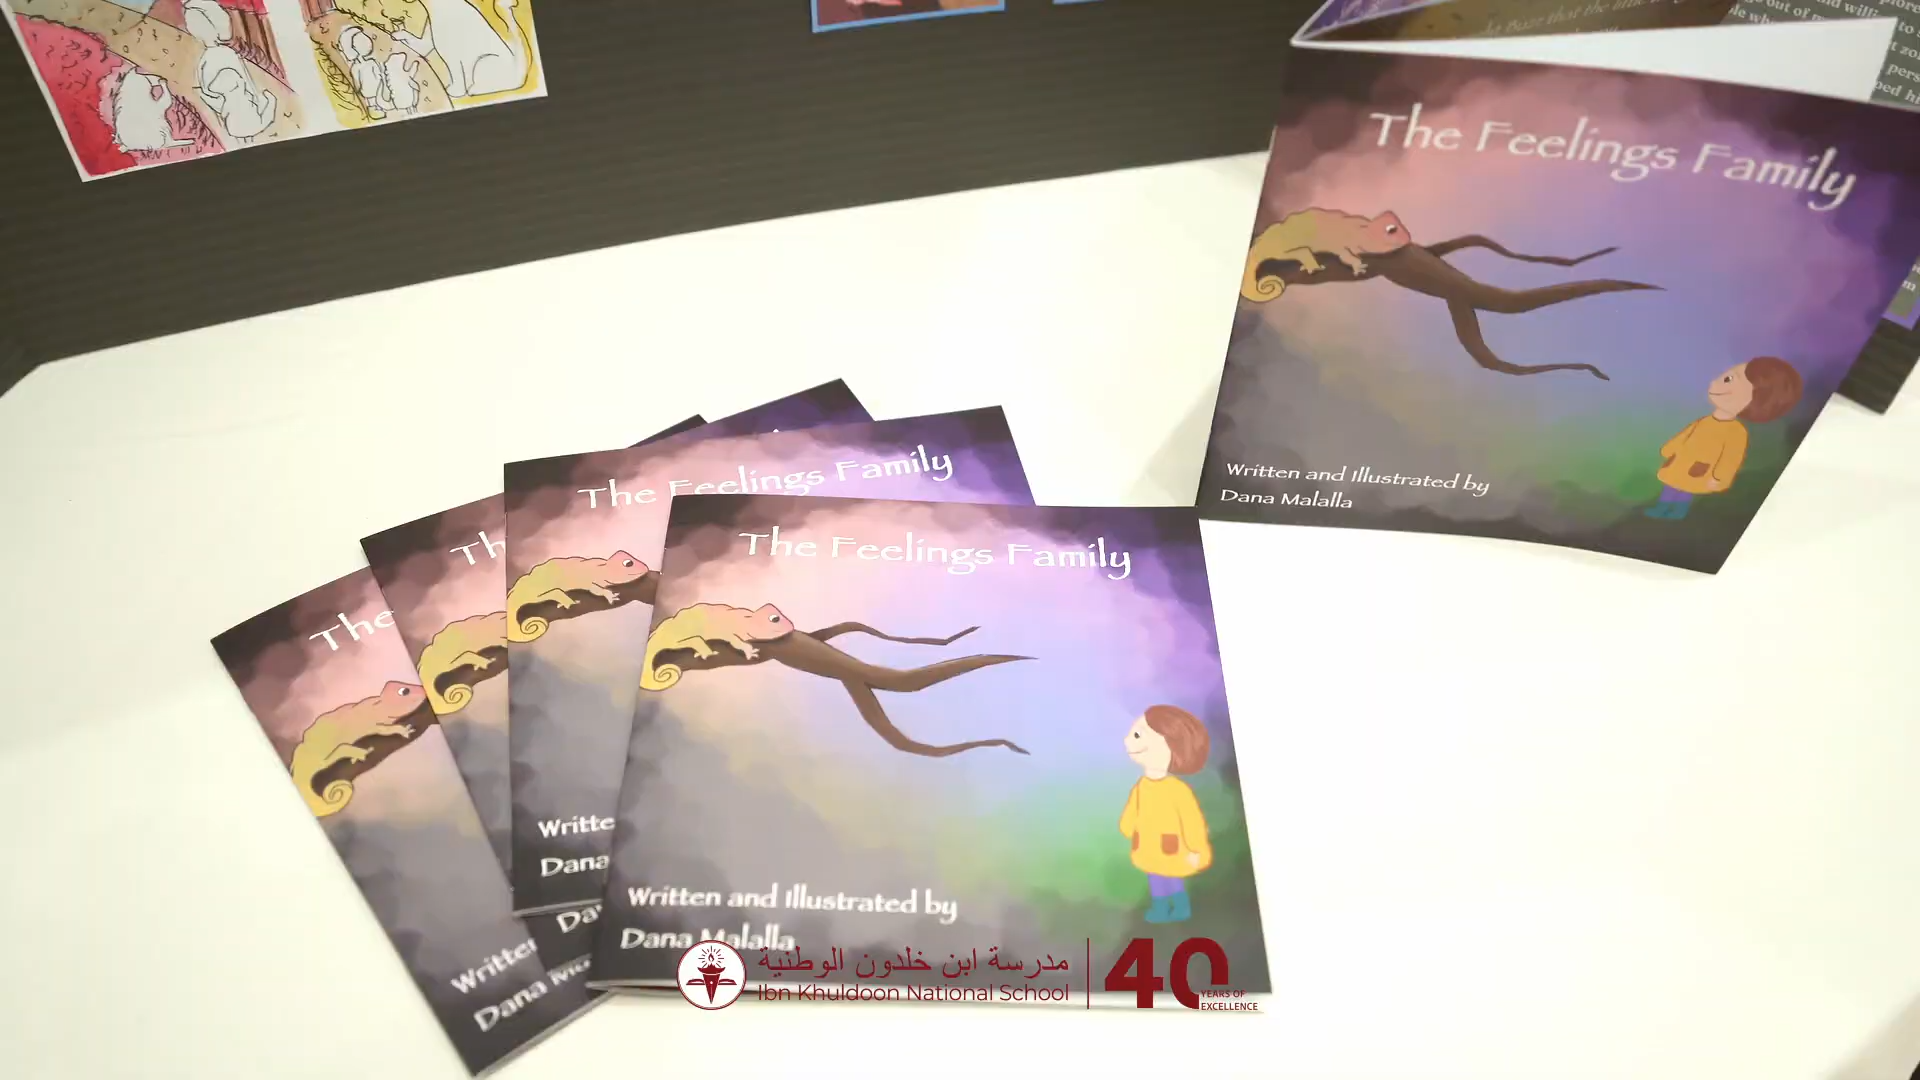 The Feelings Family
Written and Illustrated by
Dana Malalla
The Feelings Family
The Feelings Family
Written and Illustrated by
Dana Malalla
مدرسة ابن خلدون الوطنية
Ibn Khuldoon National School
40
YEARS OF
EXCELLENCE